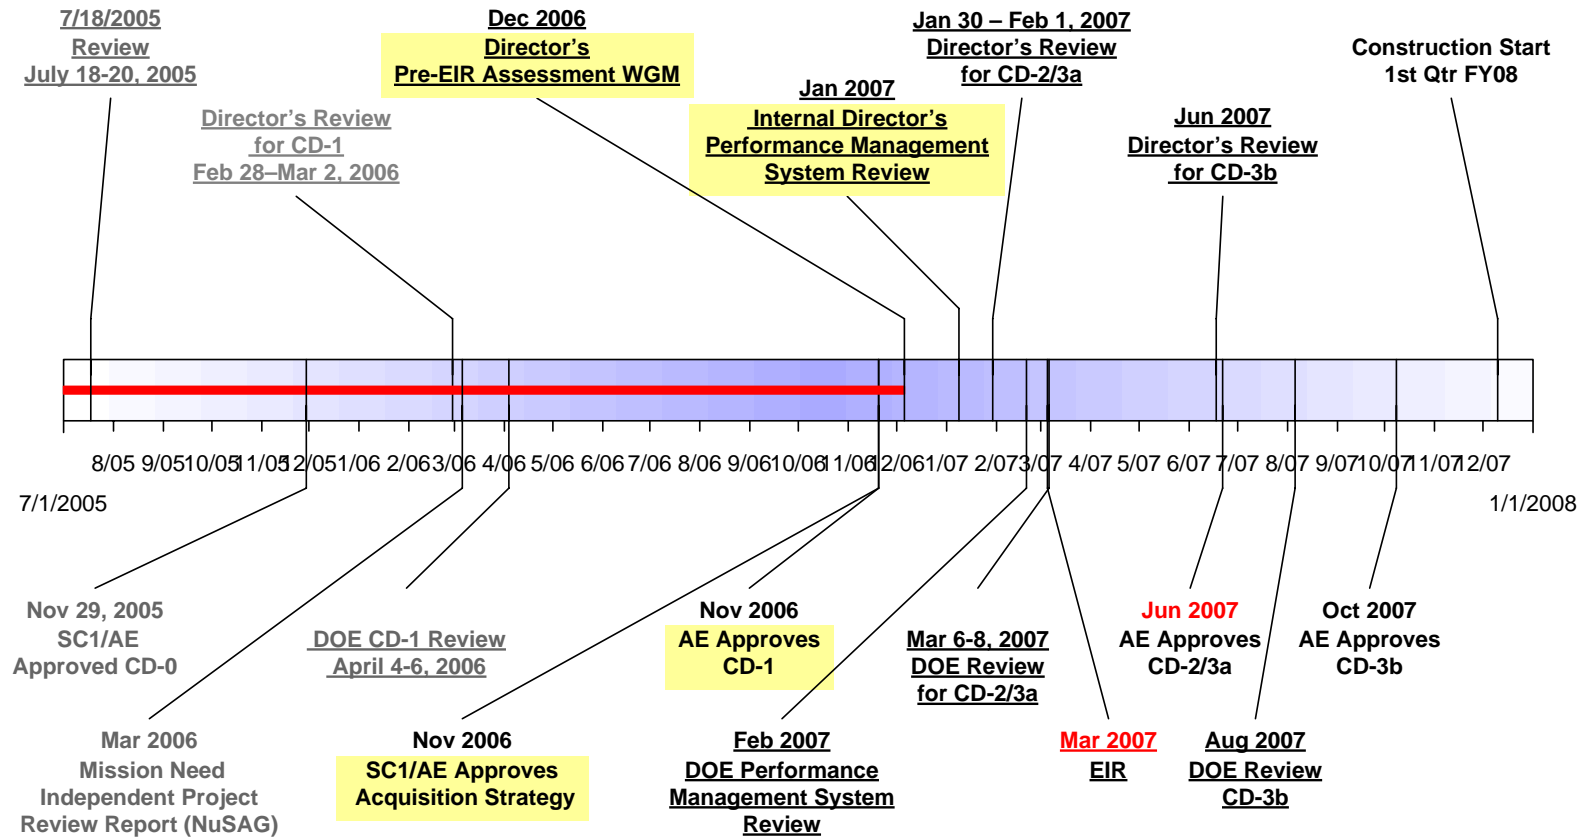 7/18/2005
Review
July 18-20, 2005
Director's Review
for CD-1
Feb 28–Mar 2, 2006
Dec 2006
Director's
Pre-EIR Assessment WGM
Jan 2007
Internal Director's
Performance Management
System Review
Jan 30 – Feb 1, 2007
Director's Review
for CD-2/3a
Jun 2007
Director's Review
for CD-3b
Construction Start
1st Qtr FY08
8/05 9/05 10/05 11/05 12/05 1/06 2/06 3/06 4/06 5/06 6/06 7/06 8/06 9/06 10/06 11/06 12/06 1/07 2/07 3/07 4/07 5/07 6/07 7/07 8/07 9/07 10/07 11/07 12/07
7/1/2005
1/1/2008
Nov 29, 2005
SC1/AE
Approved CD-0
DOE CD-1 Review
April 4-6, 2006
Nov 2006
AE Approves
CD-1
Mar 6-8, 2007
DOE Review
for CD-2/3a
Jun 2007
AE Approves
CD-2/3a
Oct 2007
AE Approves
CD-3b
Mar 2006
Mission Need
Independent Project
Review Report (NuSAG)
Nov 2006
SC1/AE Approves
Acquisition Strategy
Feb 2007
DOE Performance
Management System
Review
Mar 2007
EIR
Aug 2007
DOE Review
CD-3b